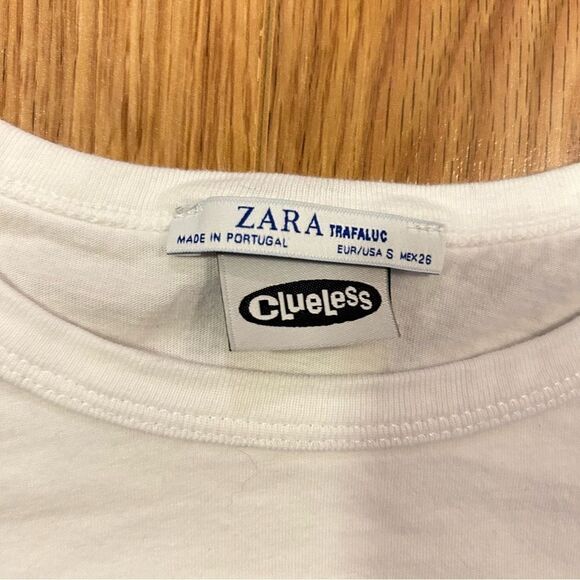 ZARA TRAFALUC
MADE IN PORTUGAL
EUR/USA S MEX26
CLUeLess